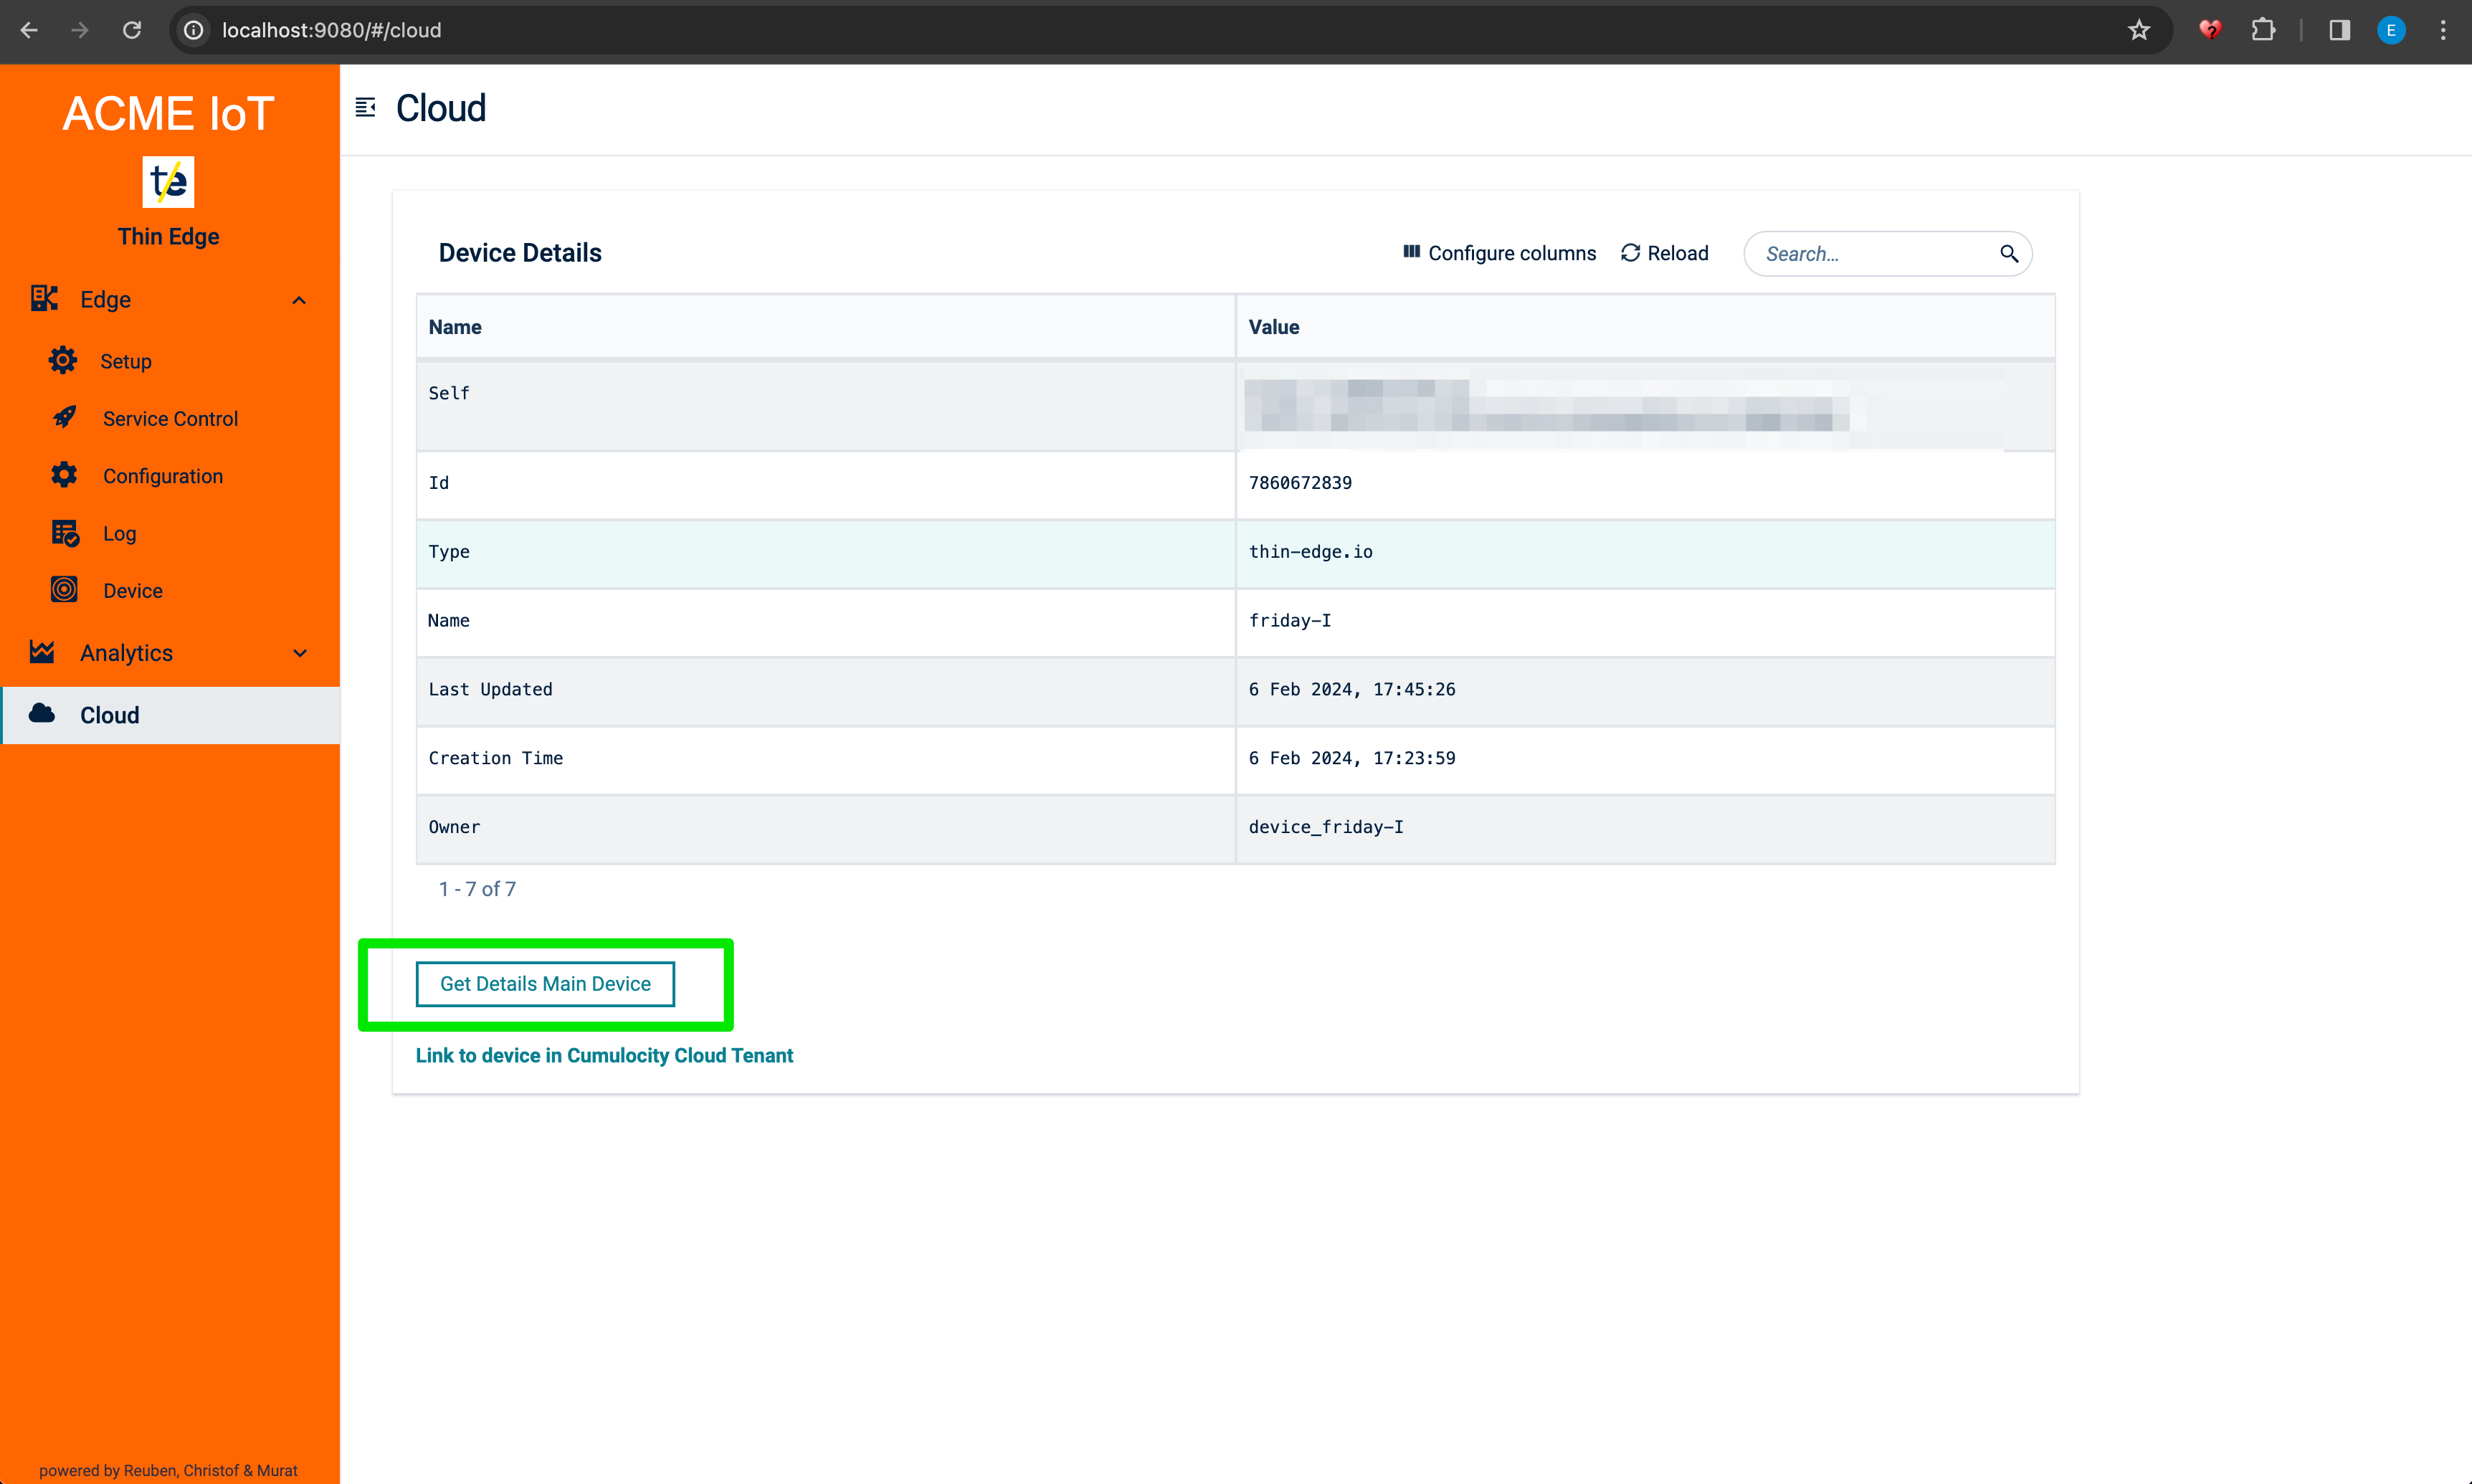 localhost:9080/#/cloud
E
ACME IoT
te
Thin Edge
Edge
Setup
Service Control
Configuration
Log
Device
Analytics
Cloud
powered by Reuben, Christof & Murat
Cloud
Device Details
Configure columns
Reload
Search...
Name Value
Self
Id 7860672839
Type thin-edge.io
Name friday-I
Last Updated 6 Feb 2024, 17:45:26
Creation Time 6 Feb 2024, 17:23:59
Owner device_friday-I
1 - 7 of 7
Get Details Main Device
Link to device in Cumulocity Cloud Tenant